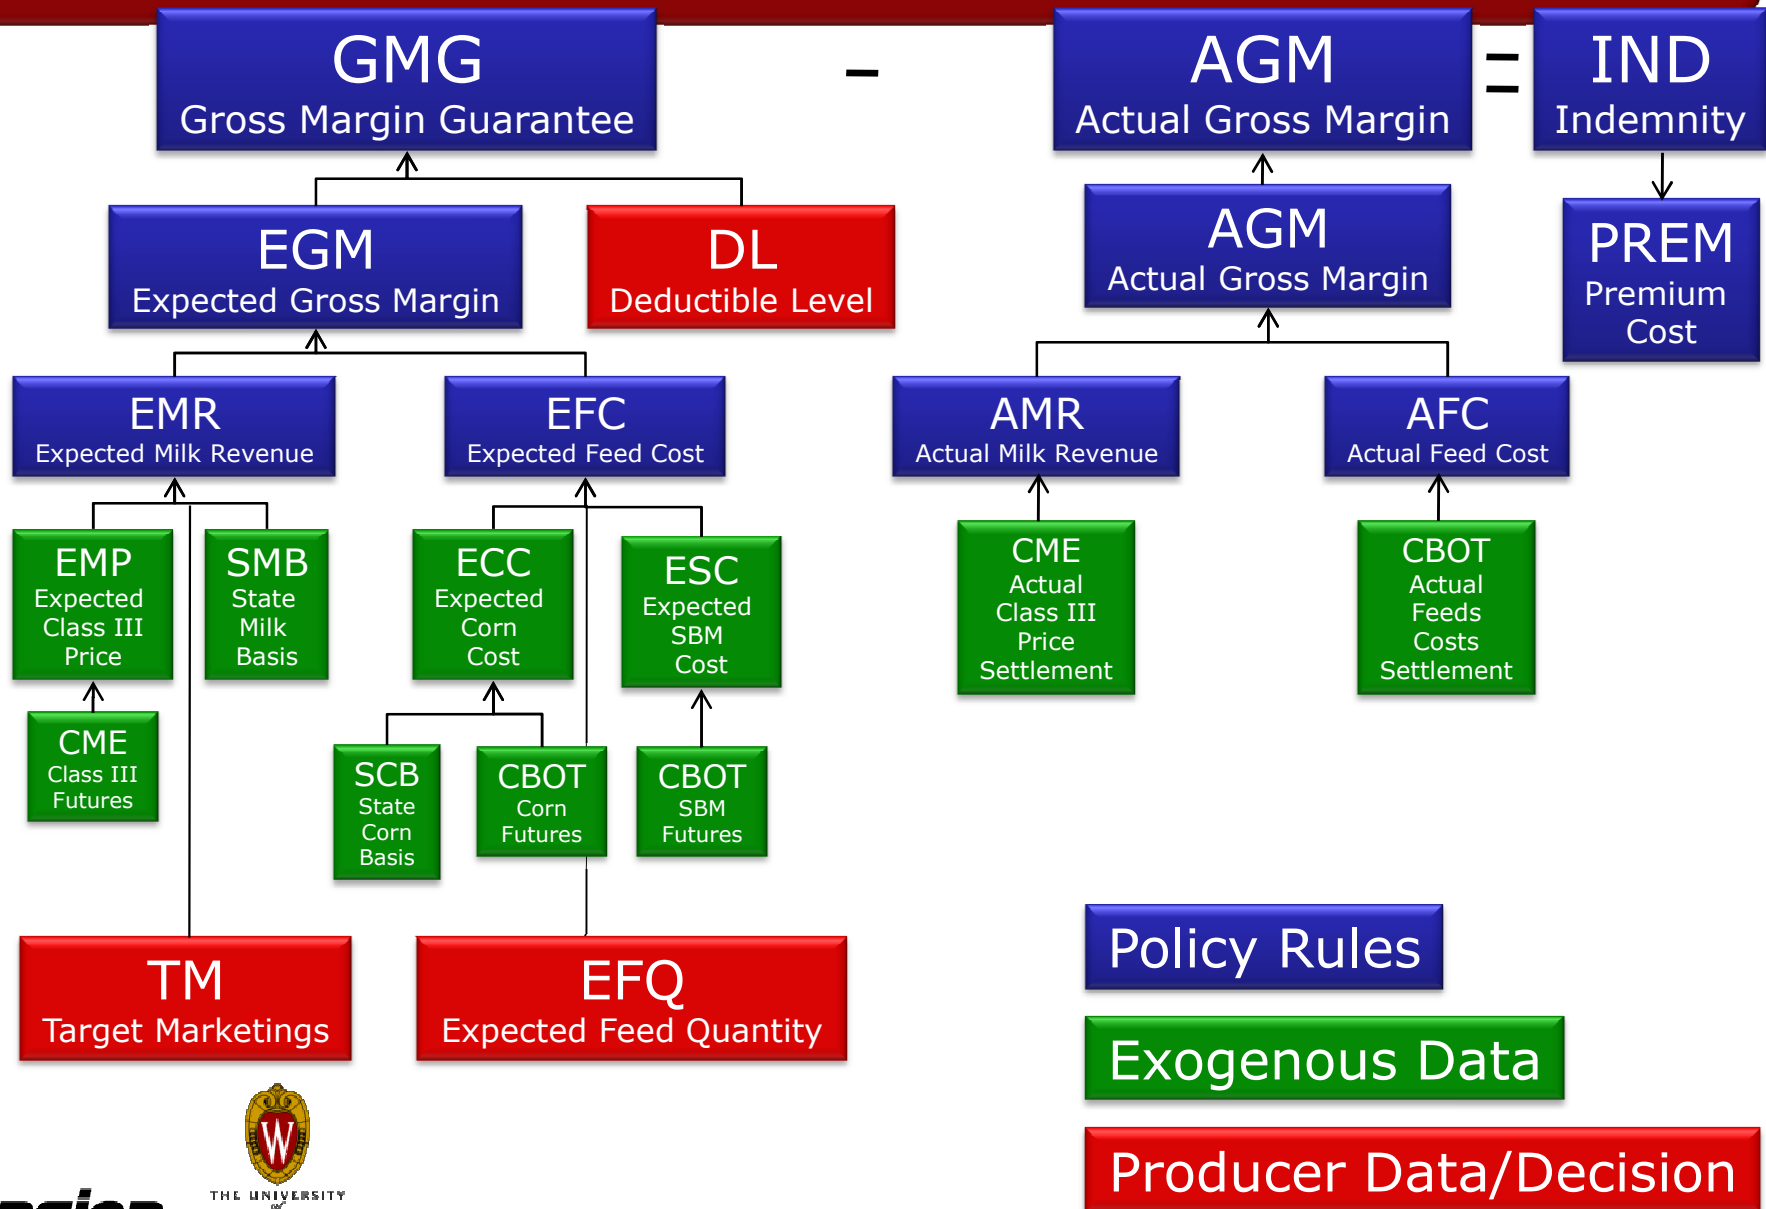 GMG
Gross Margin Guarantee
-
AGM
Actual Gross Margin
=
IND
Indemnity
EGM
Expected Gross Margin
DL
Deductible Level
AGM
Actual Gross Margin
PREM
Premium
Cost
EMR
Expected Milk Revenue
EFC
Expected Feed Cost
AMR
Actual Milk Revenue
AFC
Actual Feed Cost
EMP
Expected
Class III
Price
SMB
State
Milk
Basis
ECC
Expected
Corn
Cost
ESC
Expected
SBM
Cost
CME
Actual
Class III
Price
Settlement
CBOT
Actual
Feeds
Costs
Settlement
CME
Class III
Futures
SCB
State
Corn
Basis
CBOT
Corn
Futures
CBOT
SBM
Futures
TM
Target Marketings
EFQ
Expected Feed Quantity
Policy Rules
Exogenous Data
Producer Data/Decision
W
THE UNIVERSITY